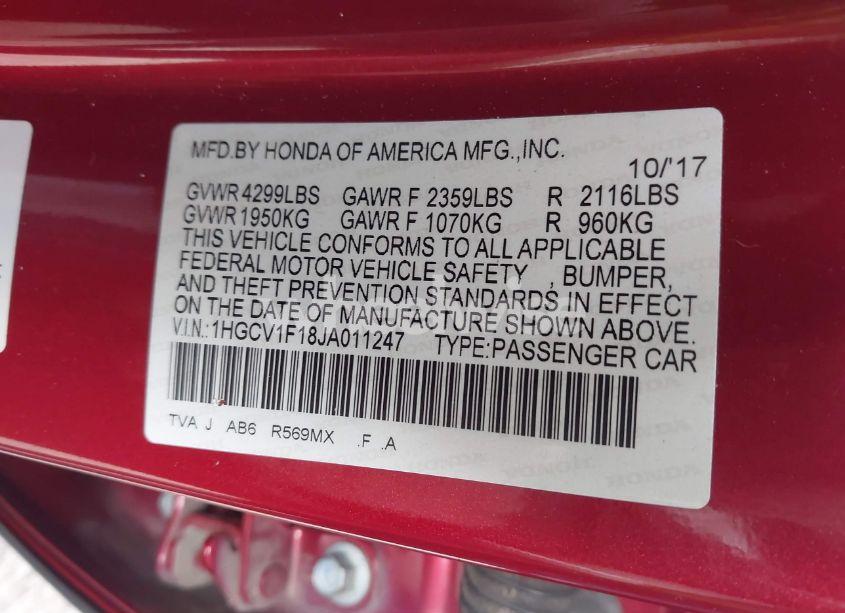 MFD.BY HONDA OF AMERICA MFG.,INC.
10/'17
GVWR 4299LBS GAWR F 2359LBS R 2116LBS
GVWR 1950KG GAWR F 1070KG R 960KG
THIS VEHICLE CONFORMS TO ALL APPLICABLE
FEDERAL MOTOR VEHICLE SAFETY , BUMPER,
AND THEFT PREVENTION STANDARDS IN EFFECT
ON THE DATE OF MANUFACTURE SHOWN ABOVE.
V.I.N.:1HGCV1F18JA011247 TYPE:PASSENGER CAR
TVA J AB6 R569MX .F .A